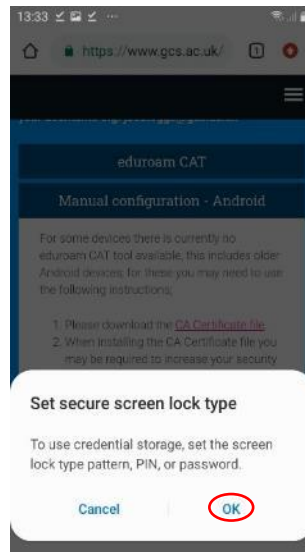 13:33
https://www.gcs.ac.uk/
1
eduroam CAT
Manual configuration - Android
For some devices there is currently no
eduroam CAT tool available, this includes older
Android devices, for these you may need to use
the following instructions;
1. Please download the CA Certificate file
2. When installing the CA Certificate file you
may be required to increase your security
Set secure screen lock type
To use credential storage, set the screen
lock type pattern, PIN, or password.
Cancel
OK